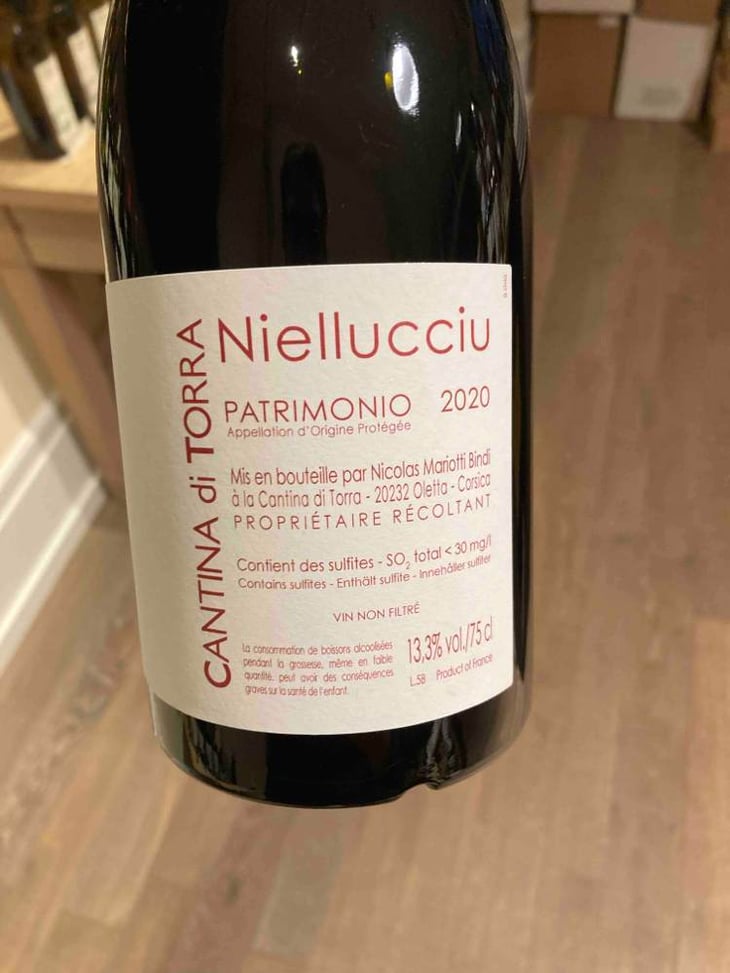 CANTINA di TORRA
Niellucciu
PATRIMONIO 2020
Appellation d'Origine Protégée
Mis en bouteille par Nicolas Mariotti Bindi
à la Cantina di Torra - 20232 Oletta - Corsica
PROPRIÉTAIRE RÉCOLTANT
Contient des sulfites - SO₂ total < 30 mg/l
Contains sulfites - Enthält sulfite - Innehåller sulfiter
VIN NON FILTRÉ
La consommation de boissons alcoolisées
pendant la grossesse, même en faible
quantité, peut avoir des conséquences
graves sur la santé de l'enfant.
13,3% vol./75 cl
L.5B Product of France